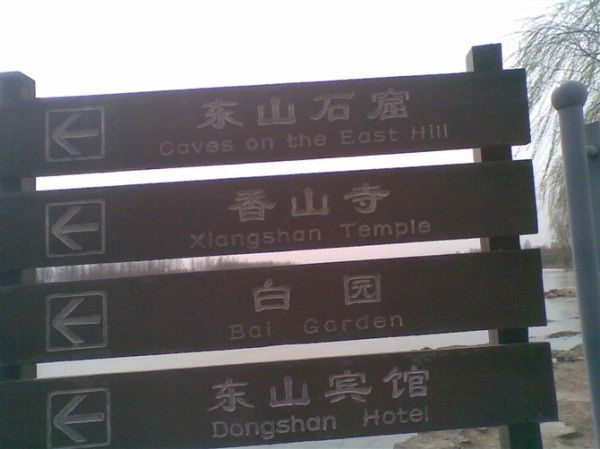 东山石窟
Caves on the East Hill
香山寺
Xiangshan Temple
白园
Bai Garden
东山宾馆
Dongshan Hotel